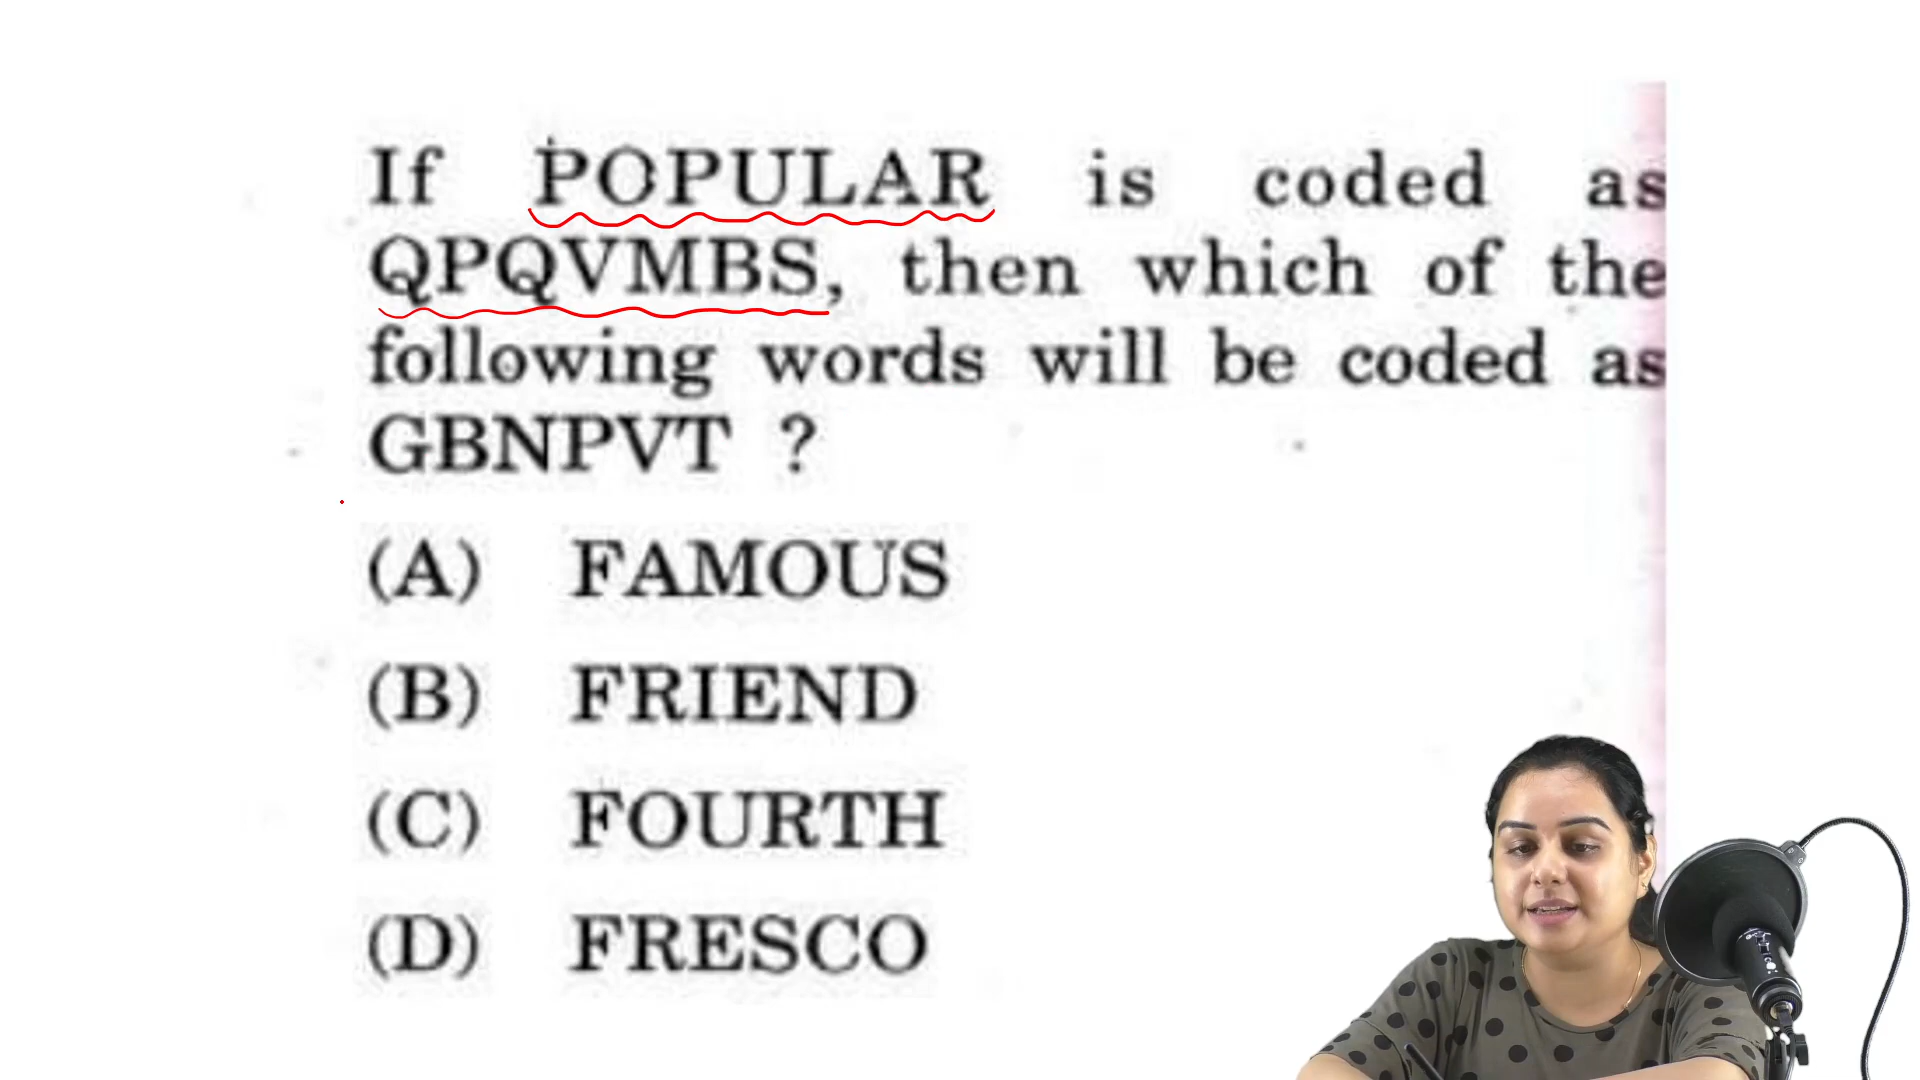 If POPULAR is coded as
QPQVMBS, then which of the
following words will be coded as
GBNPVT ?
(A) FAMOUS
(B) FRIEND
(C) FOURTH
(D) FRESCO